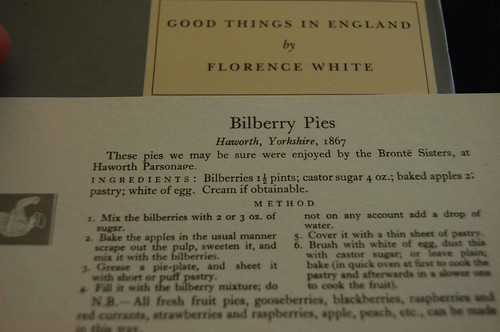 GOOD THINGS IN ENGLAND
by
FLORENCE WHITE
Bilberry Pies
Haworth, Yorkshire, 1867
These pies we may be sure were enjoyed by the Brontë Sisters, at
Haworth Parsonage.
INGREDIENTS: Bilberries 1½ pints; castor sugar 4 oz.; baked apples 2;
pastry; white of egg. Cream if obtainable.
METHOD
1. Mix the bilberries with 2 or 3 oz. of
sugar.
2. Bake the apples in the usual manner
scrape out the pulp, sweeten it, and
mix it with the bilberries.
3. Grease a pie-plate, and sheet it
with short or puff pastry.
4. Fill it with the bilberry mixture; do
not on any account add a drop of
water.
5. Cover it with a thin sheet of pastry.
6. Brush with white of egg, dust this
with castor sugar; or leave plain;
bake (in quick oven at first to cook the
pastry and afterwards in a slower one
to cook the fruit).
N.B.—All fresh fruit pies, gooseberries, blackberries, raspberries and
red currants, strawberries and raspberries, apple, peach, etc., can be made
in this way.